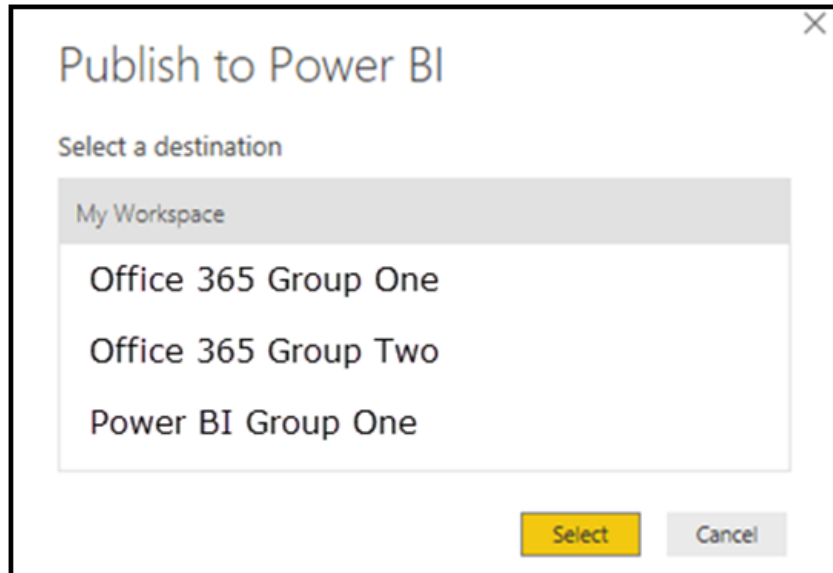 Publish to Power BI
Select a destination
My Workspace
Office 365 Group One
Office 365 Group Two
Power BI Group One
Select
Cancel